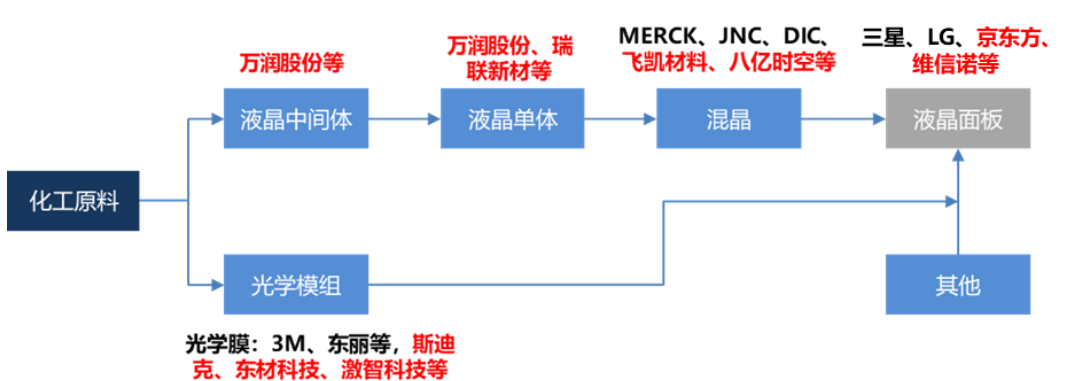 万润股份等
万润股份、瑞
联新材等
MERCK、JNC、DIC、
飞凯材料、八亿时空等
三星、LG、京东方、
维信诺等
液晶中间体
液晶单体
混晶
液晶面板
化工原料
光学模组
其他
光学膜：3M、东丽等，斯迪
克、东材科技、激智科技等